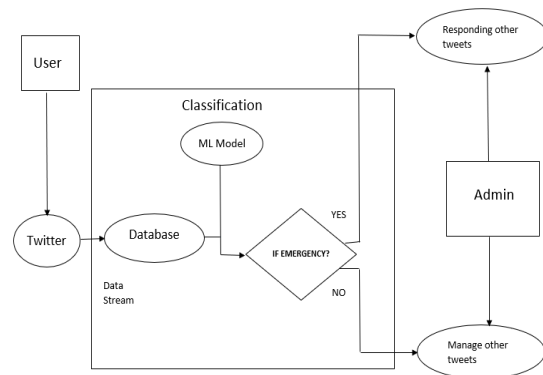 Responding other
tweets
User
Classification
ML Model
Admin
YES
Database
Twitter
IF EMERGENCY?
Data
Stream
NO
Manage other
tweets